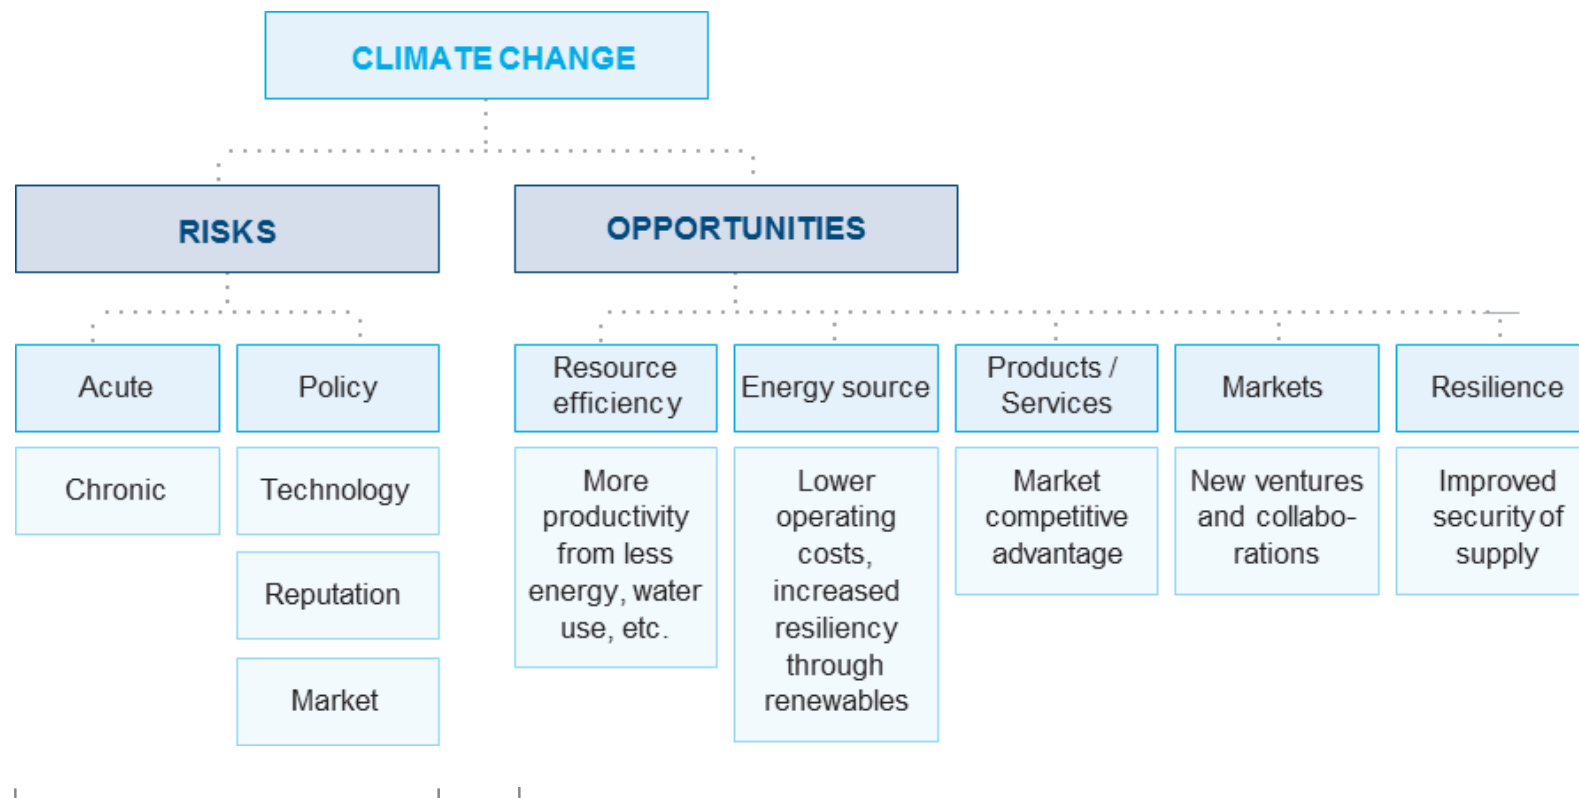 CLIMATE CHANGE
RISKS
OPPORTUNITIES
Acute
Policy
Resource
efficiency
Energy source
Products /
Services
Markets
Resilience
Chronic
Technology
Reputation
Market
More
productivity
from less
energy, water
use, etc.
Lower
operating
costs,
increased
resiliency
through
renewables
Market
competitive
advantage
New ventures
and collabo-
rations
Improved
security of
supply